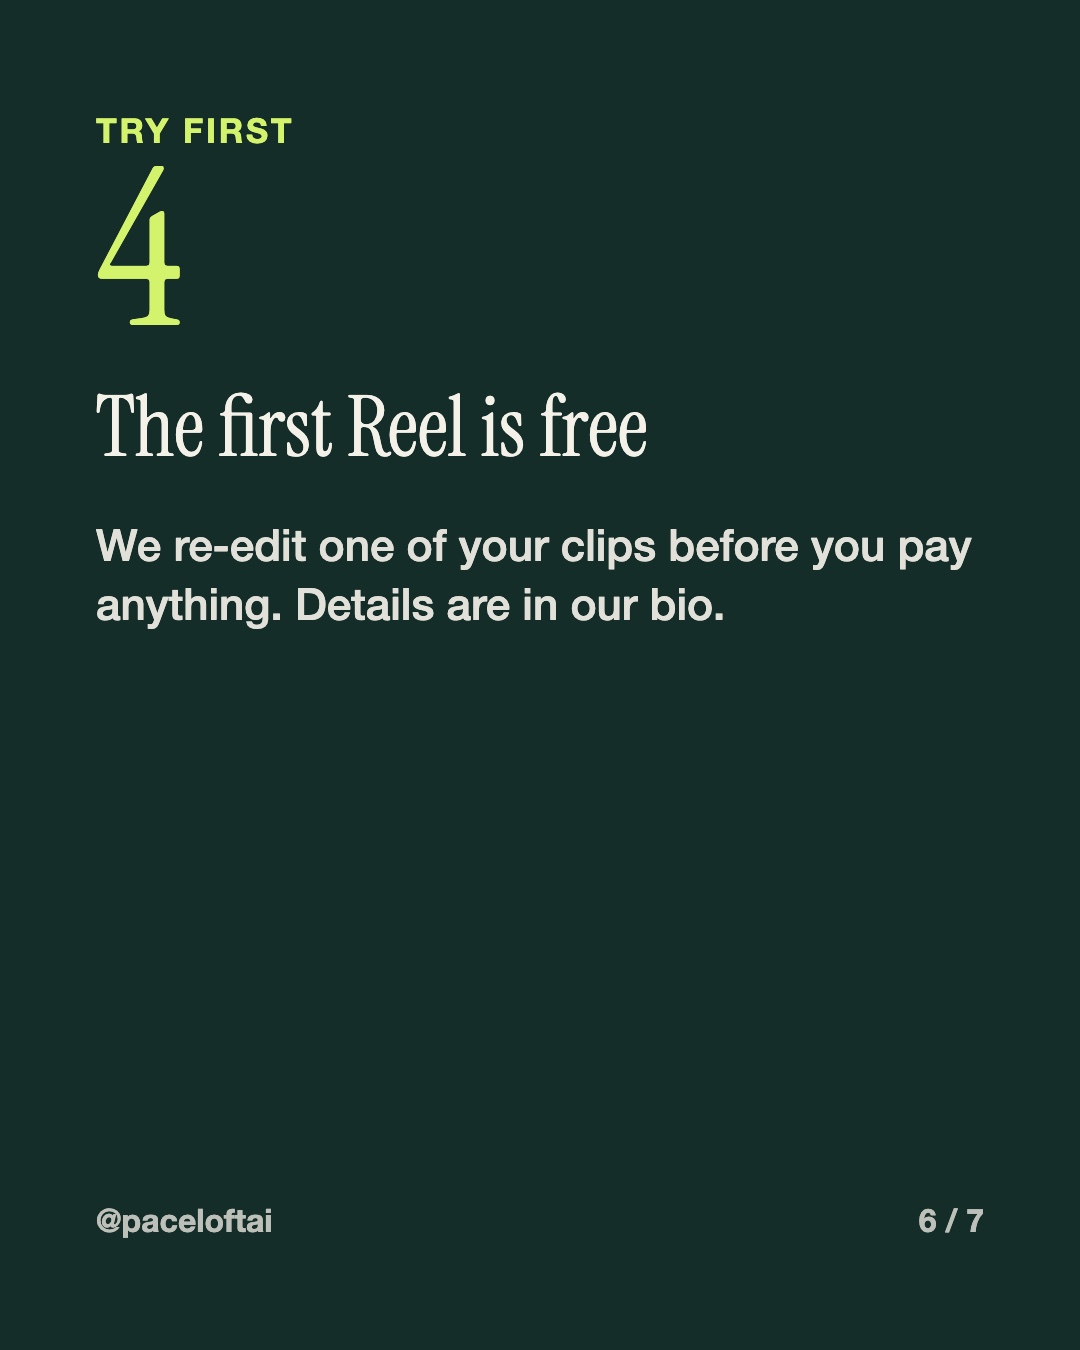 TRY FIRST
4
The first Reel is free
We re-edit one of your clips before you pay
anything. Details are in our bio.
@paceloftai
6 / 7